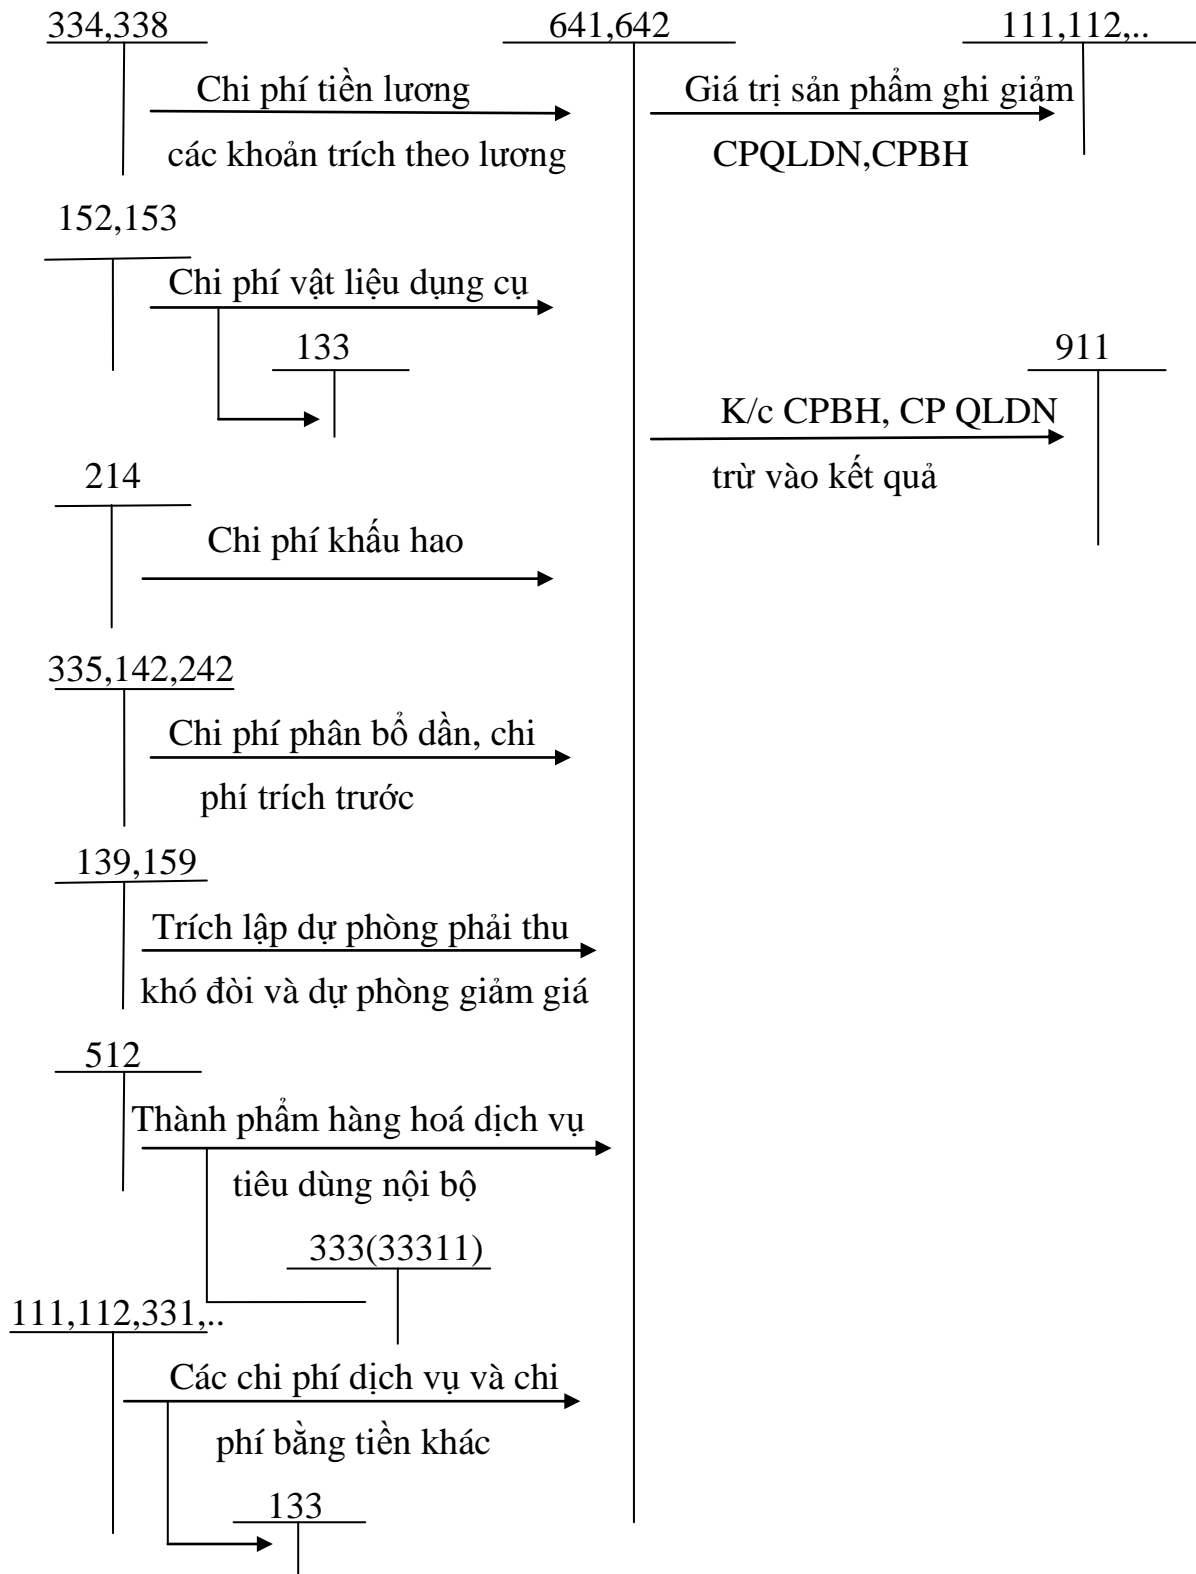 334,338
641,642
111,112,..
Chi phí tiền lương
Giá trị sản phẩm ghi giảm
các khoản trích theo lương
CPQLDN,CPBH
152,153
Chi phí vật liệu dụng cụ
133
911
K/c CPBH, CP QLDN
214
trừ vào kết quả
Chi phí khấu hao
335,142,242
Chi phí phân bổ dần, chi
phí trích trước
139,159
Trích lập dự phòng phải thu
khó đòi và dự phòng giảm giá
512
Thành phẩm hàng hoá dịch vụ
tiêu dùng nội bộ
333(33311)
111,112,331,..
Các chi phí dịch vụ và chi
phí bằng tiền khác
133